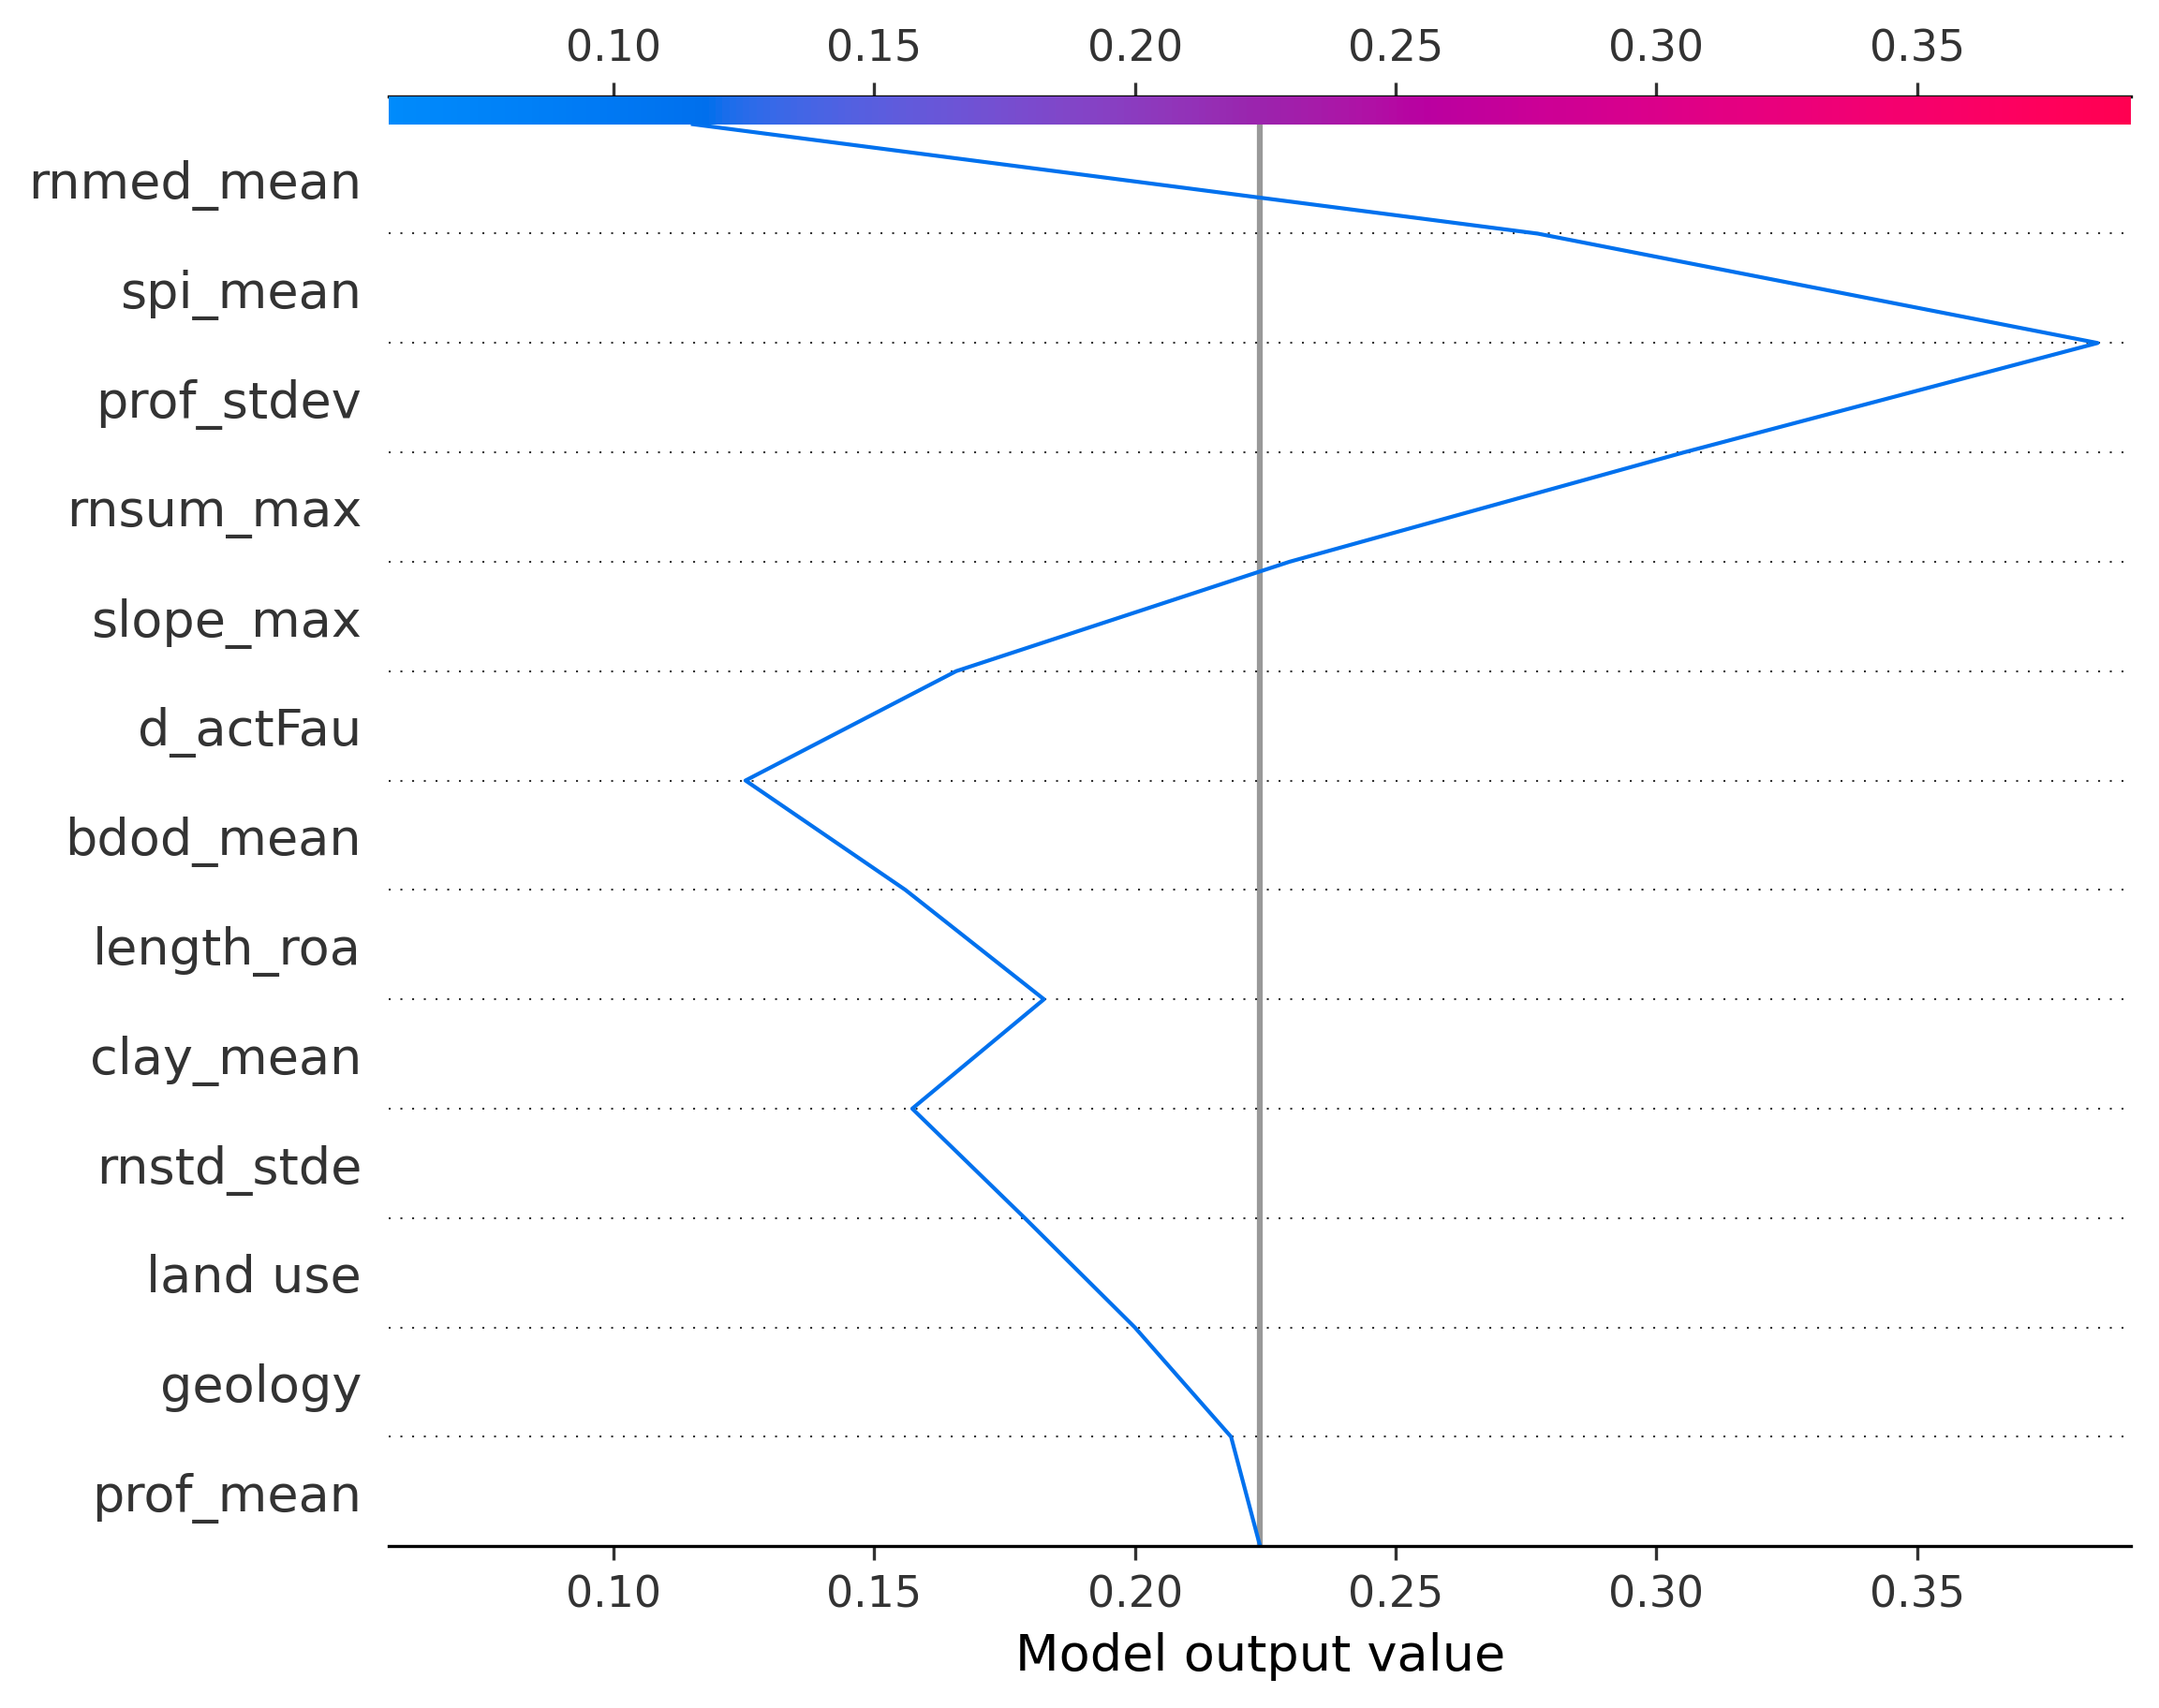 0.10 0.15 0.20 0.25 0.30 0.35
rnmed_mean
spi_mean
prof_stdev
rnsum_max
slope_max
d_actFau
bdod_mean
length_roa
clay_mean
rnstd_stde
land use
geology
prof_mean
0.10 0.15 0.20 0.25 0.30 0.35
Model output value